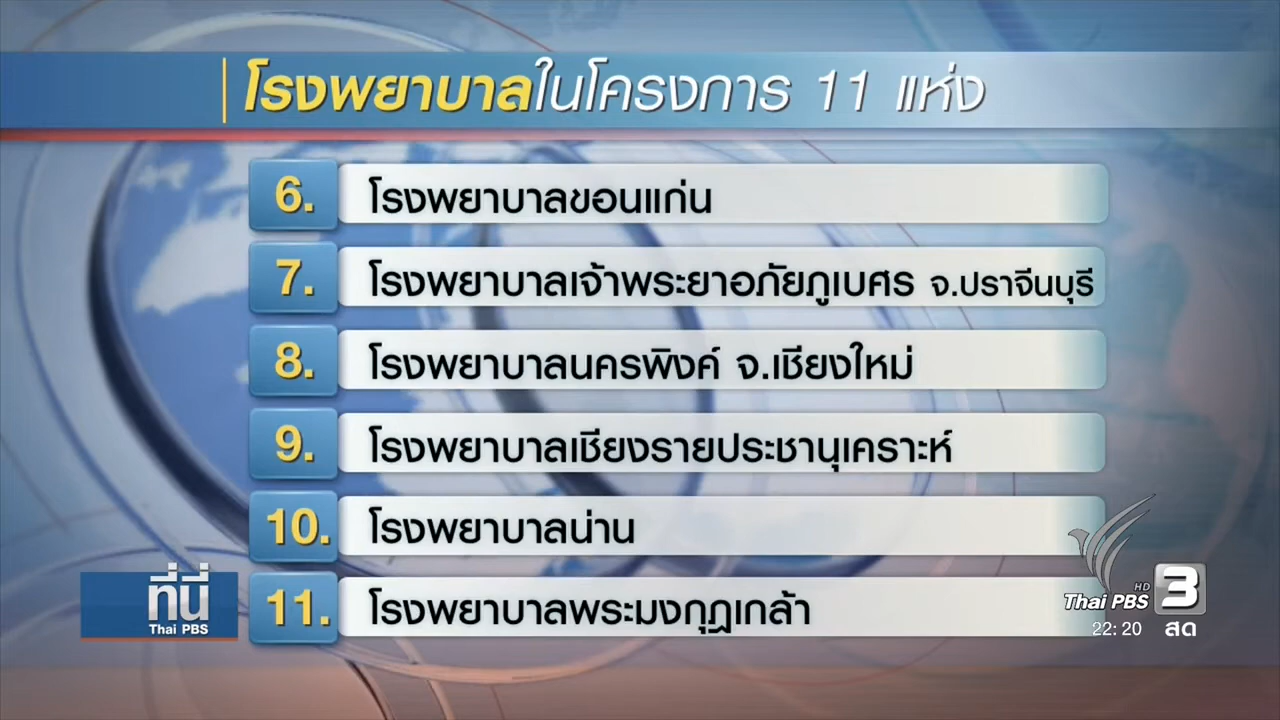 โรงพยาบาลในโครงการ 11 แห่ง
6. โรงพยาบาลขอนแก่น
7. โรงพยาบาลเจ้าพระยาอภัยภูเบศร จ.ปราจีนบุรี
8. โรงพยาบาลนครพิงค์ จ.เชียงใหม่
9. โรงพยาบาลเชียงรายประชานุเคราะห์
10. โรงพยาบาลน่าน
11. โรงพยาบาลพระมงกุฎเกล้า
ที่นี่
Thai PBS
HD
Thai PBS 3
22:20 สด